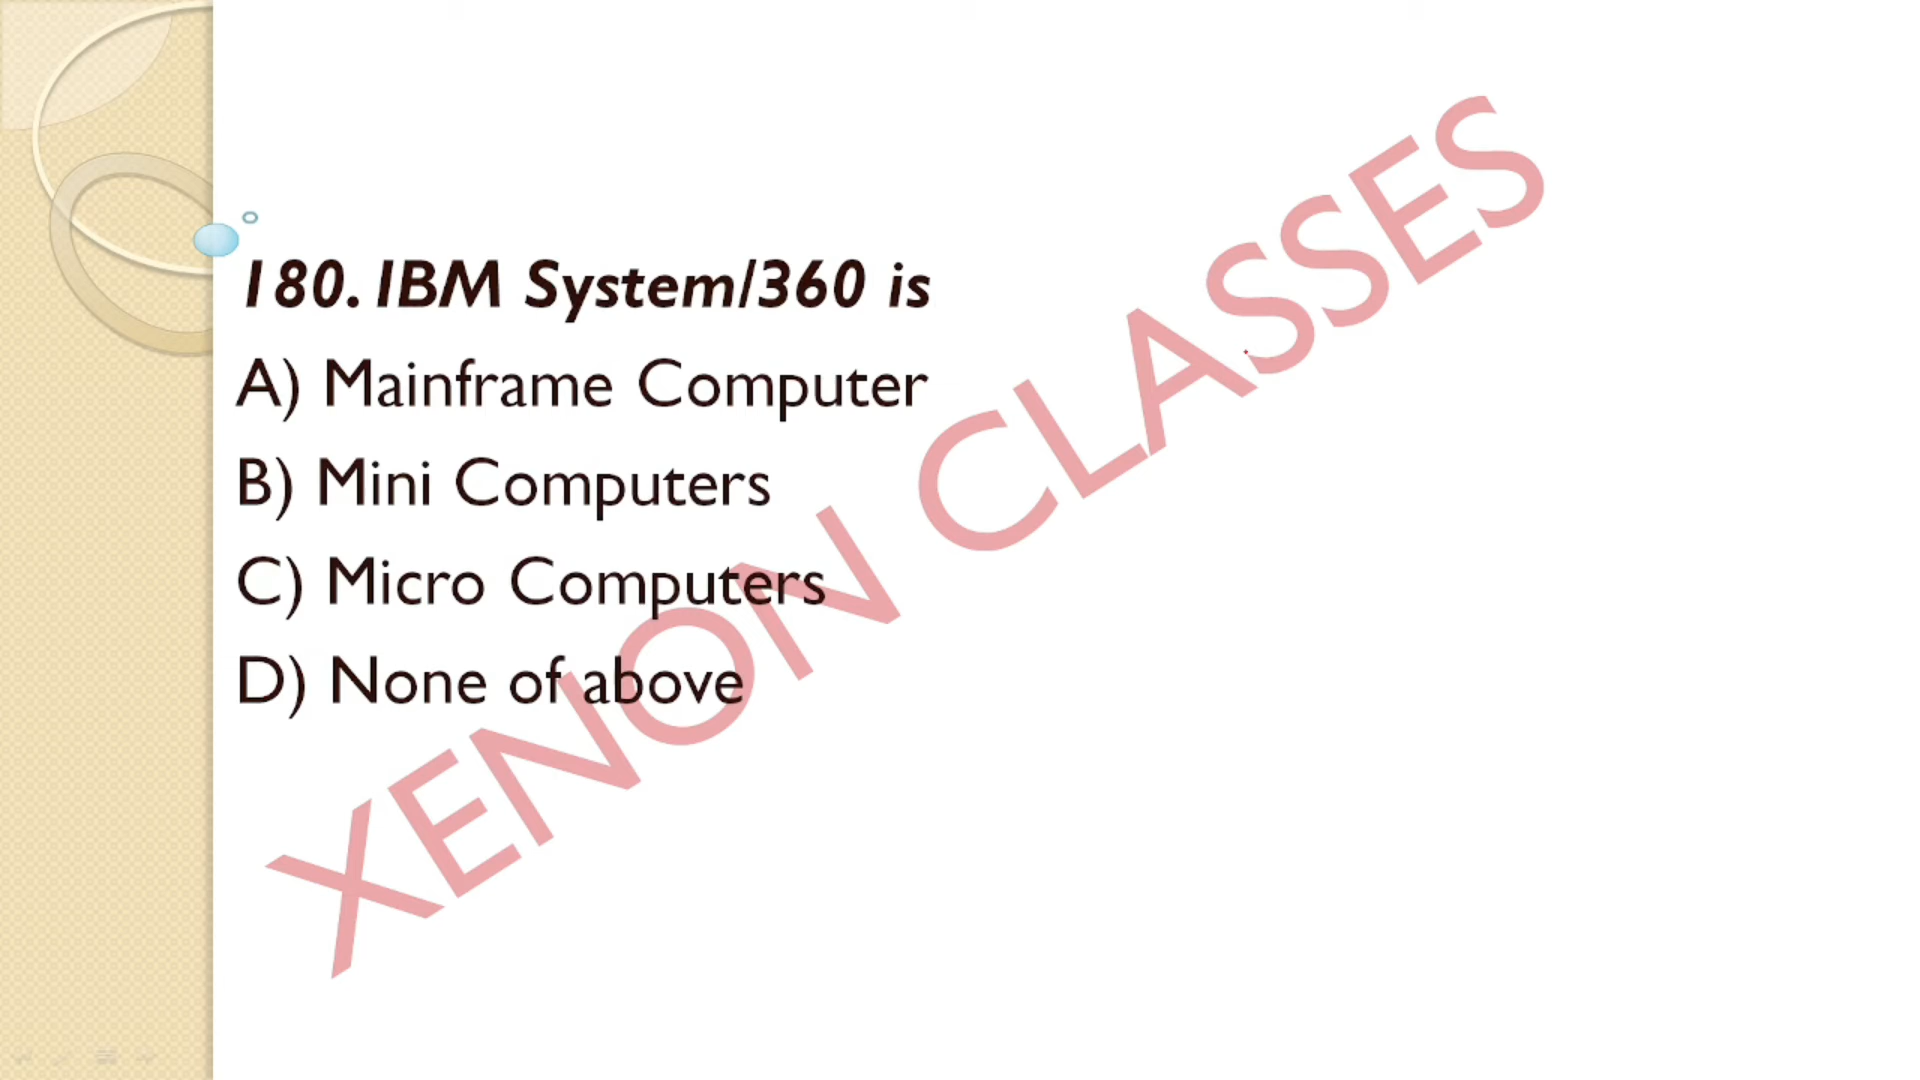 180. IBM System/360 is
A) Mainframe Computer
B) Mini Computers
C) Micro Computers
D) None of above
XENON CLASSES